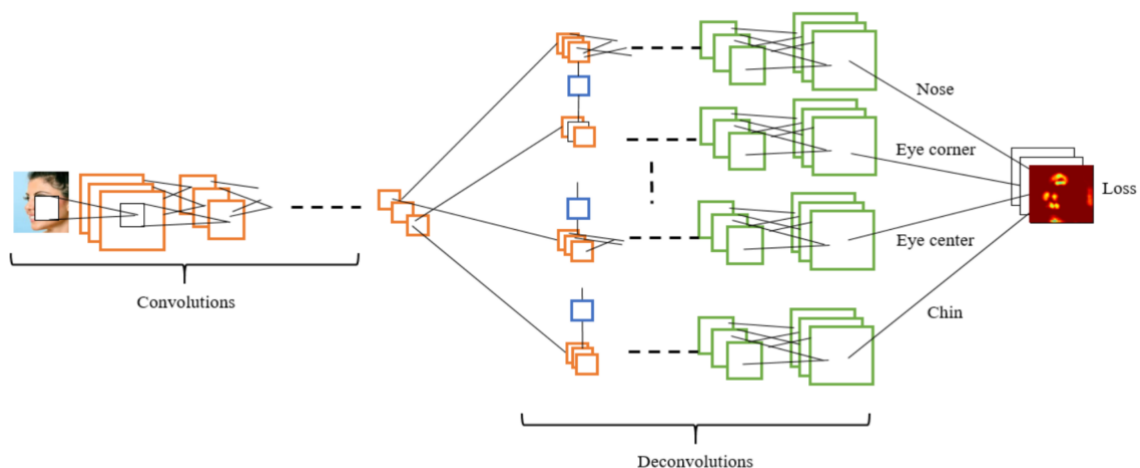 Nose
Eye corner
Loss
Eye center
Convolutions
Chin
Deconvolutions